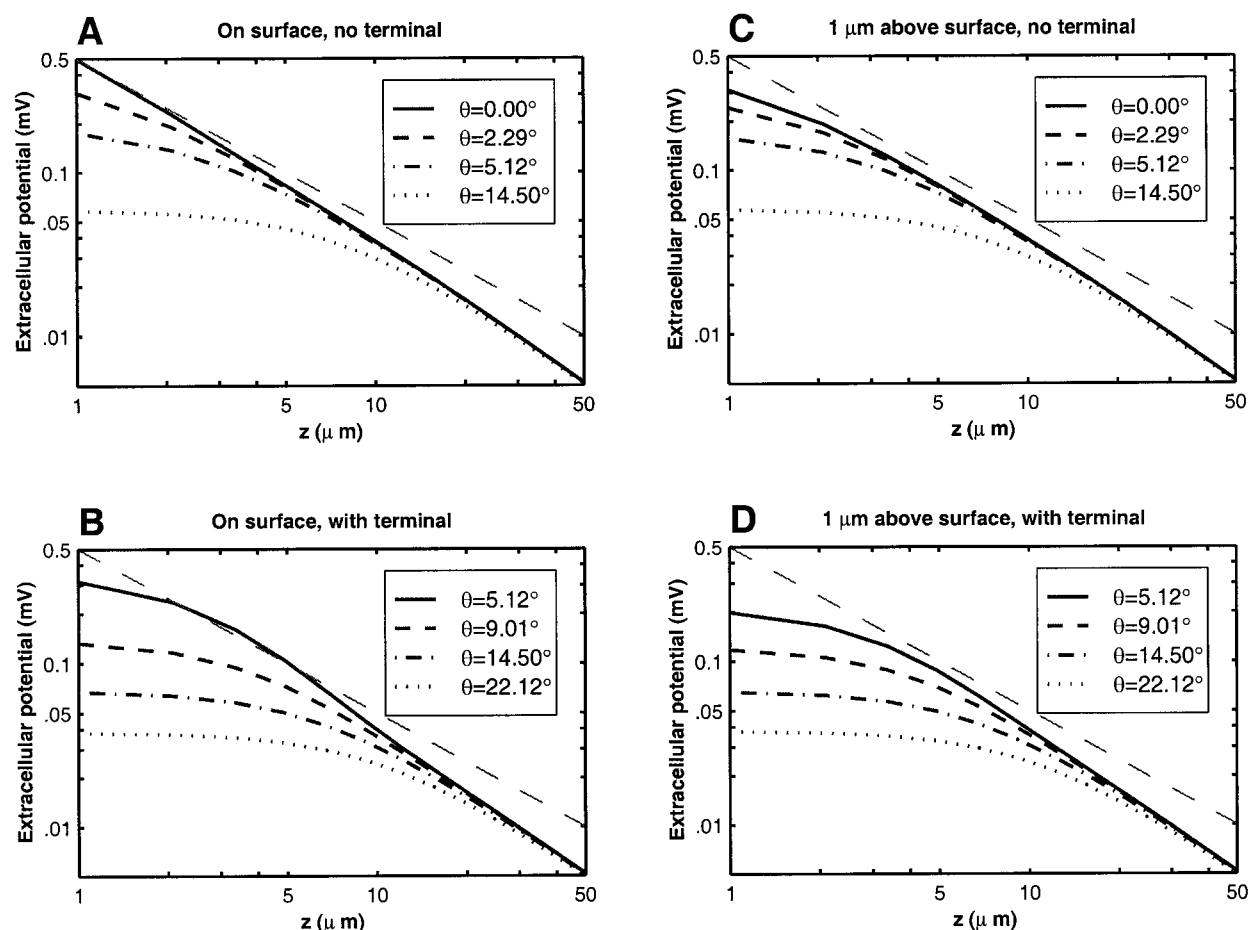 A
On surface, no terminal
Extracellular potential (mV)
0.5
0.1
0.05
.01
1
5
10
50
z (μ m)
θ=0.00°
θ=2.29°
θ=5.12°
θ=14.50°
C
1 μm above surface, no terminal
Extracellular potential (mV)
0.5
0.1
0.05
.01
1
5
10
50
z (μ m)
θ=0.00°
θ=2.29°
θ=5.12°
θ=14.50°
B
On surface, with terminal
Extracellular potential (mV)
0.5
0.1
0.05
.01
1
5
10
50
z (μ m)
θ=5.12°
θ=9.01°
θ=14.50°
θ=22.12°
D
1 μm above surface, with terminal
Extracellular potential (mV)
0.5
0.1
0.05
.01
1
5
10
50
z (μ m)
θ=5.12°
θ=9.01°
θ=14.50°
θ=22.12°